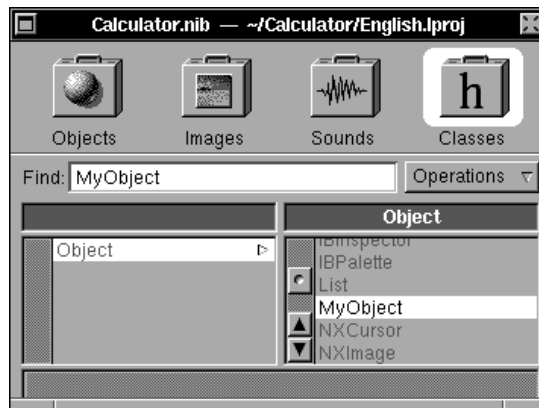 Calculator.nib — ~/Calculator/English.lproj
Objects Images Sounds Classes
h
Find: MyObject Operations
Object
Object
IBInspector
IBPalette
List
MyObject
NXCursor
NXImage